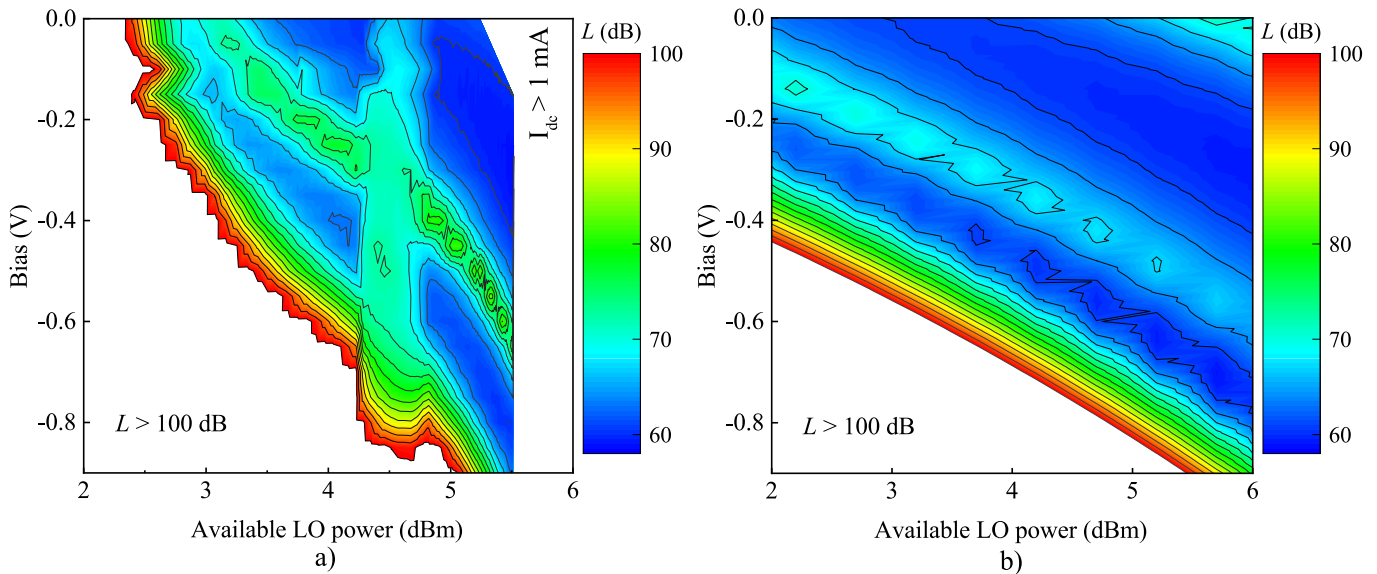 0.0
-0.2
-0.4
-0.6
-0.8
Bias (V)
2
3
4
5
6
Available LO power (dBm)
a)
L > 100 dB
I_dc > 1 mA
L (dB)
100
90
80
70
60
0.0
-0.2
-0.4
-0.6
-0.8
Bias (V)
2
3
4
5
6
Available LO power (dBm)
b)
L > 100 dB
L (dB)
100
90
80
70
60